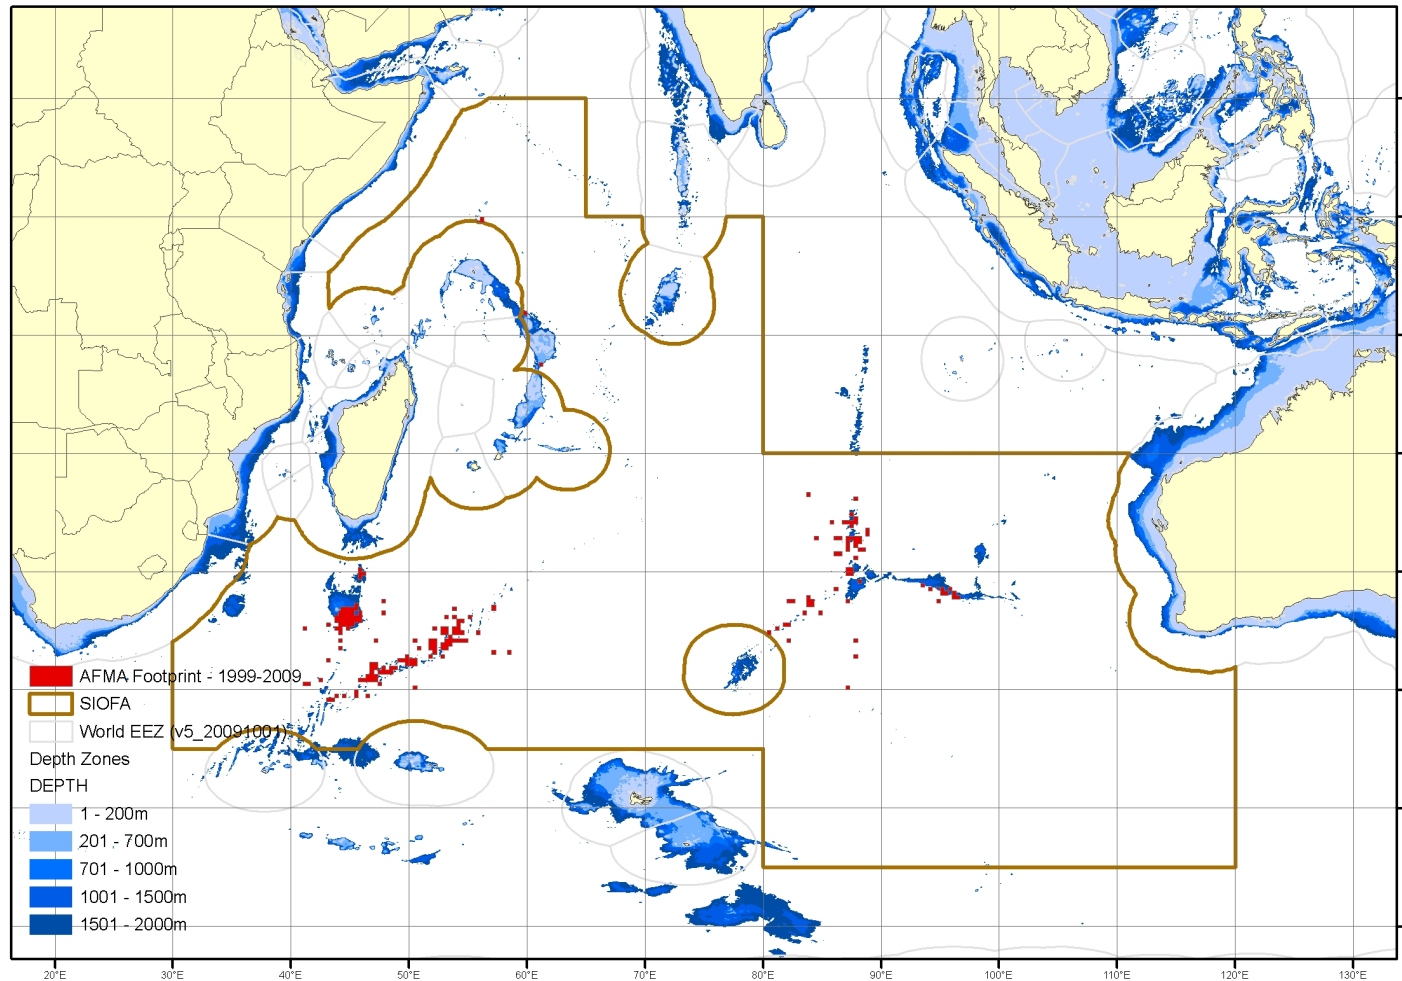 AFMA Footprint - 1999-2009
SIOFA
World EEZ (v5_20091001)
Depth Zones
DEPTH
1 - 200m
201 - 700m
701 - 1000m
1001 - 1500m
1501 - 2000m
20°E 30°E 40°E 50°E 60°E 70°E 80°E 90°E 100°E 110°E 120°E 130°E